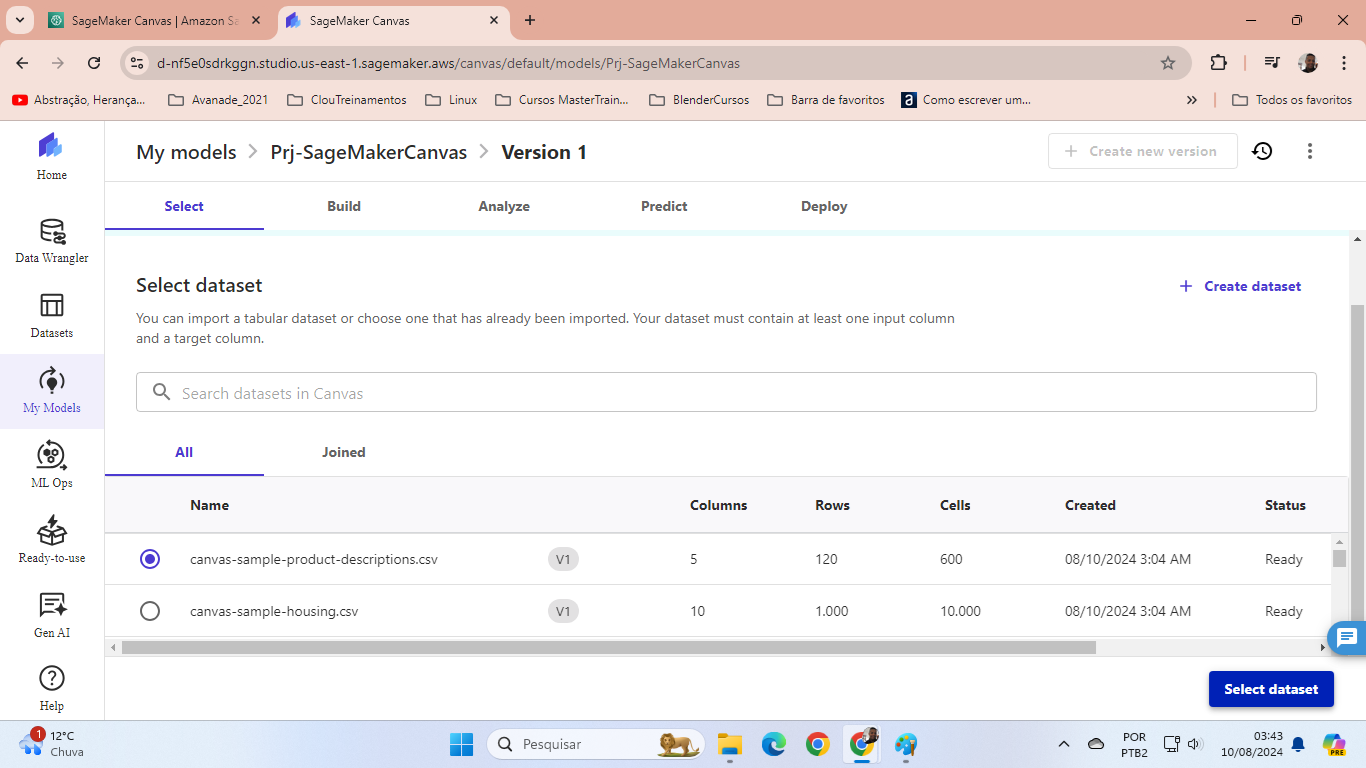 SageMaker Canvas | Amazon Sa
SageMaker Canvas
d-nf5e0sdrkggn.studio.us-east-1.sagemaker.aws/canvas/default/models/Prj-SageMakerCanvas
Abstração, Herança...
Avanade_2021
ClouTreinamentos
Linux
Cursos MasterTrain...
BlenderCursos
Barra de favoritos
Como escrever um...
Todos os favoritos
Home
Data Wrangler
Datasets
My Models
ML Ops
Ready-to-use
Gen AI
Help
My models > Prj-SageMakerCanvas > Version 1
+ Create new version
Select Build Analyze Predict Deploy
Select dataset
+ Create dataset
You can import a tabular dataset or choose one that has already been imported. Your dataset must contain at least one input column
and a target column.
Search datasets in Canvas
All Joined
Name Columns Rows Cells Created Status
canvas-sample-product-descriptions.csv V1 5 120 600 08/10/2024 3:04 AM Ready
canvas-sample-housing.csv V1 10 1.000 10.000 08/10/2024 3:04 AM Ready
Select dataset
1
12°C
Chuva
Pesquisar
POR
PTB2
03:43
10/08/2024
PRE